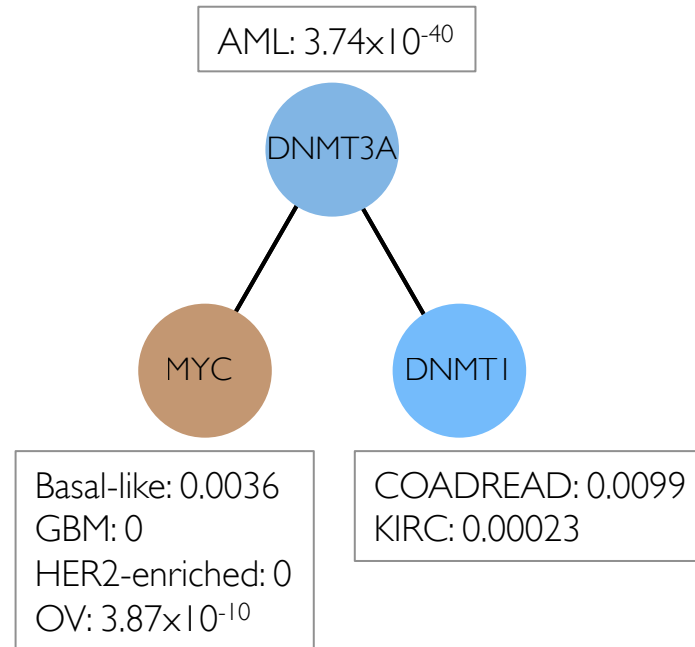 AML: 3.74x10⁻⁴⁰
DNMT3A
MYC
DNMT1
Basal-like: 0.0036
GBM: 0
HER2-enriched: 0
OV: 3.87x10⁻¹⁰
COADREAD: 0.0099
KIRC: 0.00023